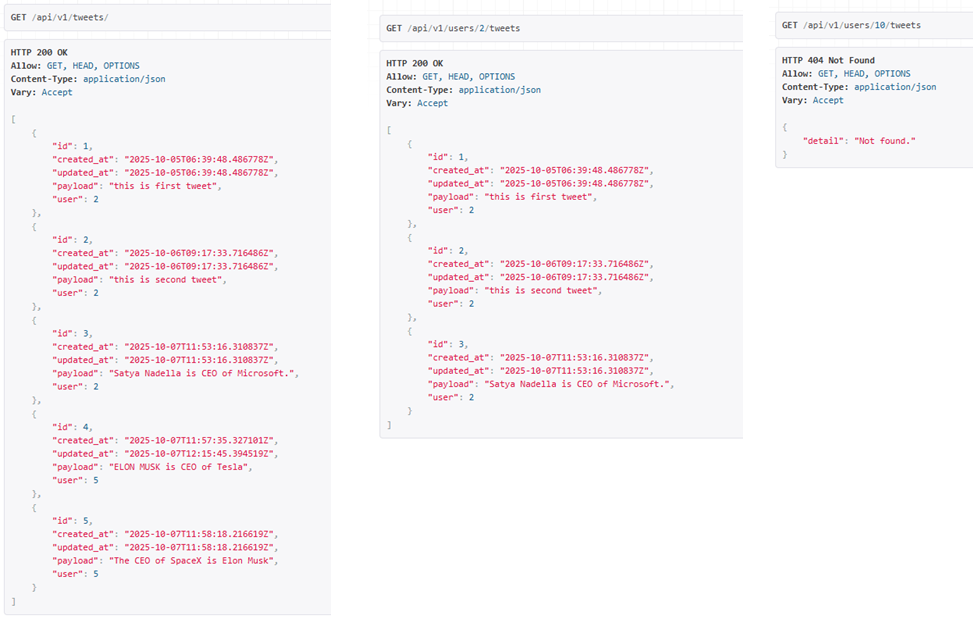 GET /api/v1/tweets/
HTTP 200 OK
Allow: GET, HEAD, OPTIONS
Content-Type: application/json
Vary: Accept
[
{
"id": 1,
"created_at": "2025-10-05T06:39:48.486778Z",
"updated_at": "2025-10-05T06:39:48.486778Z",
"payload": "this is first tweet",
"user": 2
},
{
"id": 2,
"created_at": "2025-10-06T09:17:33.716486Z",
"updated_at": "2025-10-06T09:17:33.716486Z",
"payload": "this is second tweet",
"user": 2
},
{
"id": 3,
"created_at": "2025-10-07T11:53:16.310837Z",
"updated_at": "2025-10-07T11:53:16.310837Z",
"payload": "Satya Nadella is CEO of Microsoft.",
"user": 2
},
{
"id": 4,
"created_at": "2025-10-07T11:57:35.327101Z",
"updated_at": "2025-10-07T12:15:45.394519Z",
"payload": "ELON MUSK is CEO of Tesla",
"user": 5
},
{
"id": 5,
"created_at": "2025-10-07T11:58:18.216619Z",
"updated_at": "2025-10-07T11:58:18.216619Z",
"payload": "The CEO of SpaceX is Elon Musk",
"user": 5
}
]
GET /api/v1/users/2/tweets
HTTP 200 OK
Allow: GET, HEAD, OPTIONS
Content-Type: application/json
Vary: Accept
[
{
"id": 1,
"created_at": "2025-10-05T06:39:48.486778Z",
"updated_at": "2025-10-05T06:39:48.486778Z",
"payload": "this is first tweet",
"user": 2
},
{
"id": 2,
"created_at": "2025-10-06T09:17:33.716486Z",
"updated_at": "2025-10-06T09:17:33.716486Z",
"payload": "this is second tweet",
"user": 2
},
{
"id": 3,
"created_at": "2025-10-07T11:53:16.310837Z",
"updated_at": "2025-10-07T11:53:16.310837Z",
"payload": "Satya Nadella is CEO of Microsoft.",
"user": 2
}
]
GET /api/v1/users/10/tweets
HTTP 404 Not Found
Allow: GET, HEAD, OPTIONS
Content-Type: application/json
Vary: Accept
{
"detail": "Not found."
}